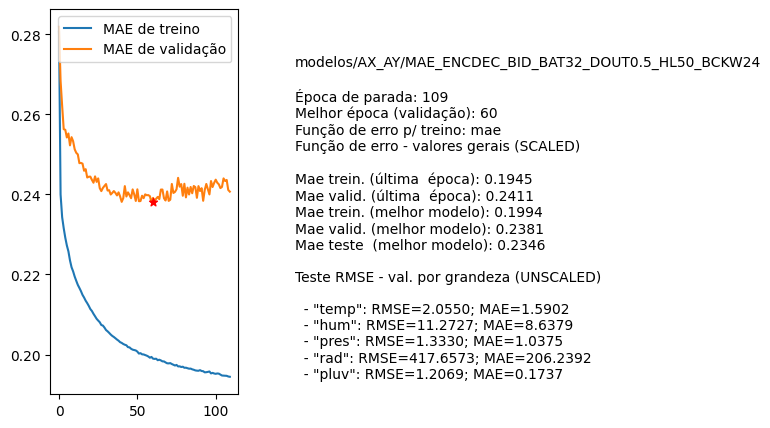 MAE de treino
MAE de validação
0.28
0.26
0.24
0.22
0.20
0
50
100
modelos/AX_AY/MAE_ENCDEC_BID_BAT32_DOUT0.5_HL50_BCKW24
Época de parada: 109
Melhor época (validação): 60
Função de erro p/ treino: mae
Função de erro - valores gerais (SCALED)
Mae trein. (última  época): 0.1945
Mae valid. (última  época): 0.2411
Mae trein. (melhor modelo): 0.1994
Mae valid. (melhor modelo): 0.2381
Mae teste  (melhor modelo): 0.2346
Teste RMSE - val. por grandeza (UNSCALED)
- "temp": RMSE=2.0550; MAE=1.5902
- "hum": RMSE=11.2727; MAE=8.6379
- "pres": RMSE=1.3330; MAE=1.0375
- "rad": RMSE=417.6573; MAE=206.2392
- "pluv": RMSE=1.2069; MAE=0.1737